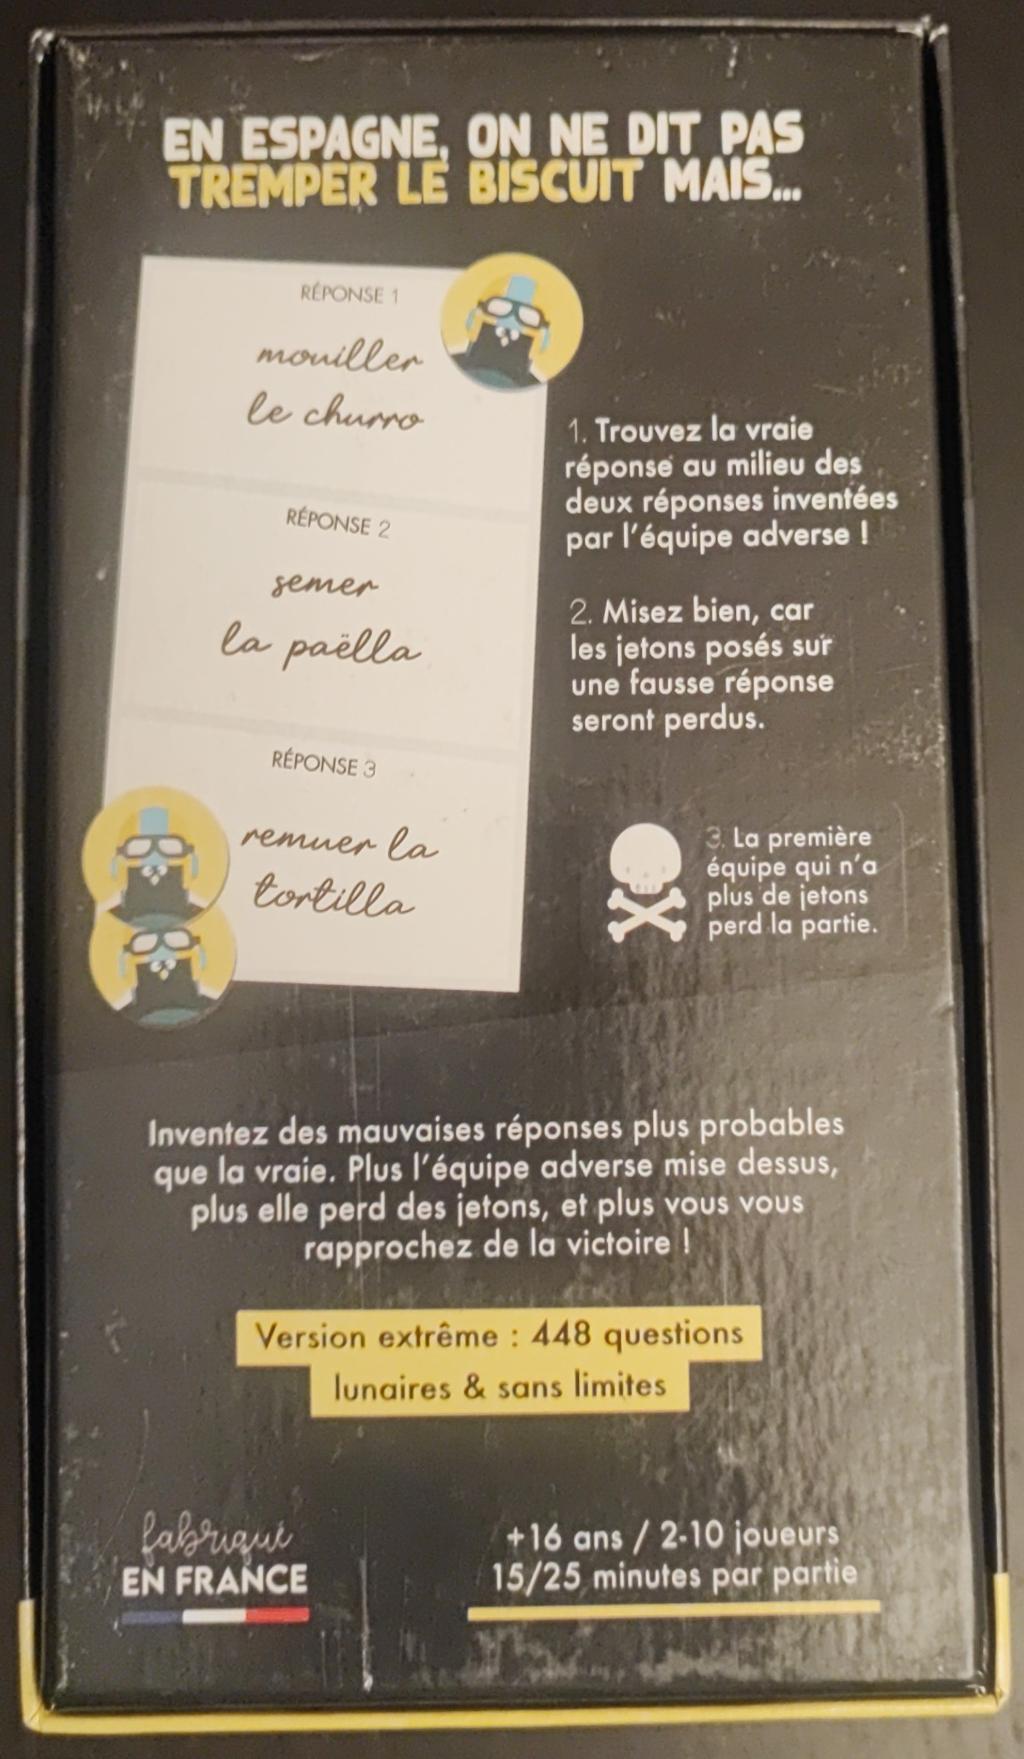 EN ESPAGNE, ON NE DIT PAS
TREMPER LE BISCUIT MAIS...
RÉPONSE 1
mouiller
le churro
RÉPONSE 2
semer
la paëlla
RÉPONSE 3
remuer la
tortilla
1. Trouvez la vraie
réponse au milieu des
deux réponses inventées
par l'équipe adverse !
2. Misez bien, car
les jetons posés sur
une fausse réponse
seront perdus.
3. La première
équipe qui n'a
plus de jetons
perd la partie.
Inventez des mauvaises réponses plus probables
que la vraie. Plus l'équipe adverse mise dessus,
plus elle perd des jetons, et plus vous vous
rapprochez de la victoire !
Version extrême : 448 questions
lunaires & sans limites
fabriqué
EN FRANCE
+16 ans / 2-10 joueurs
15/25 minutes par partie